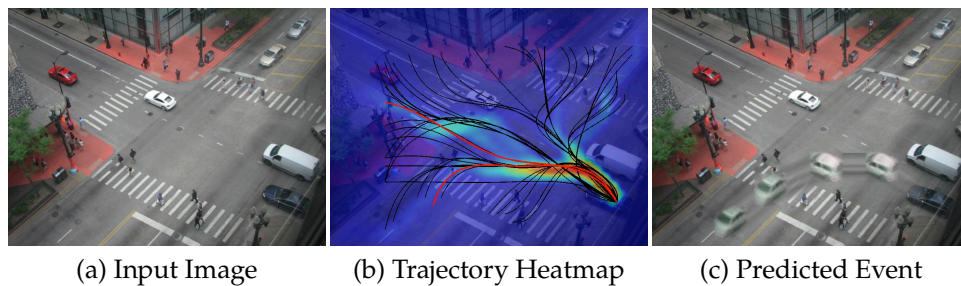 (a) Input Image
(b) Trajectory Heatmap
(c) Predicted Event